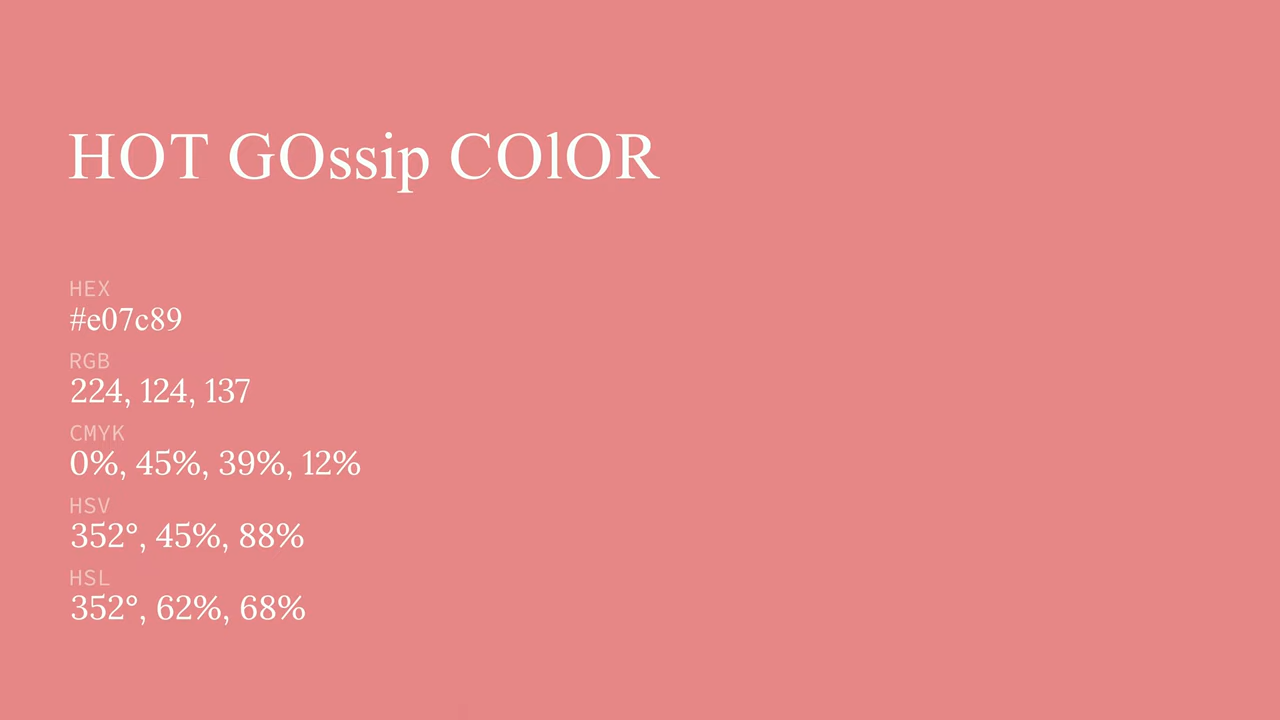 HOT GOssip COlOR
HEX
#e07c89
RGB
224, 124, 137
CMYK
0%, 45%, 39%, 12%
HSV
352°, 45%, 88%
HSL
352°, 62%, 68%